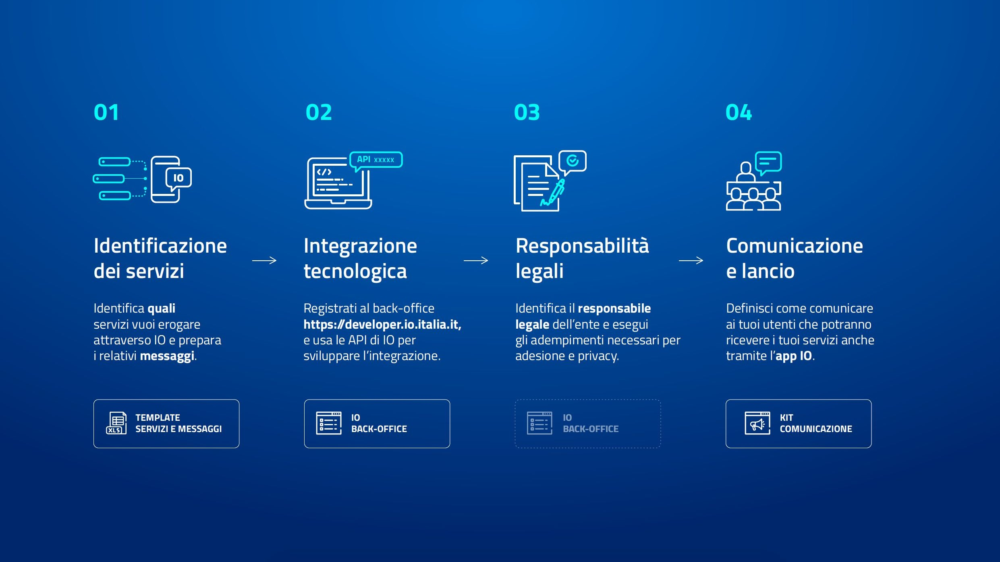 01
IO
Identificazione
dei servizi
Identifica quali
servizi vuoi erogare
attraverso IO e prepara
i relativi messaggi.
XLS
TEMPLATE
SERVIZI E MESSAGGI
02
API xxxxx
</>
Integrazione
tecnologica
Registrati al back-office
https://developer.io.italia.it,
e usa le API di IO per
sviluppare l’integrazione.
IO
BACK-OFFICE
03
Responsabilità
legali
Identifica il responsabile
legale dell’ente e esegui
gli adempimenti necessari per
adesione e privacy.
IO
BACK-OFFICE
04
Comunicazione
e lancio
Definisci come comunicare
ai tuoi utenti che potranno
ricevere i tuoi servizi anche
tramite l’app IO.
KIT
COMUNICAZIONE